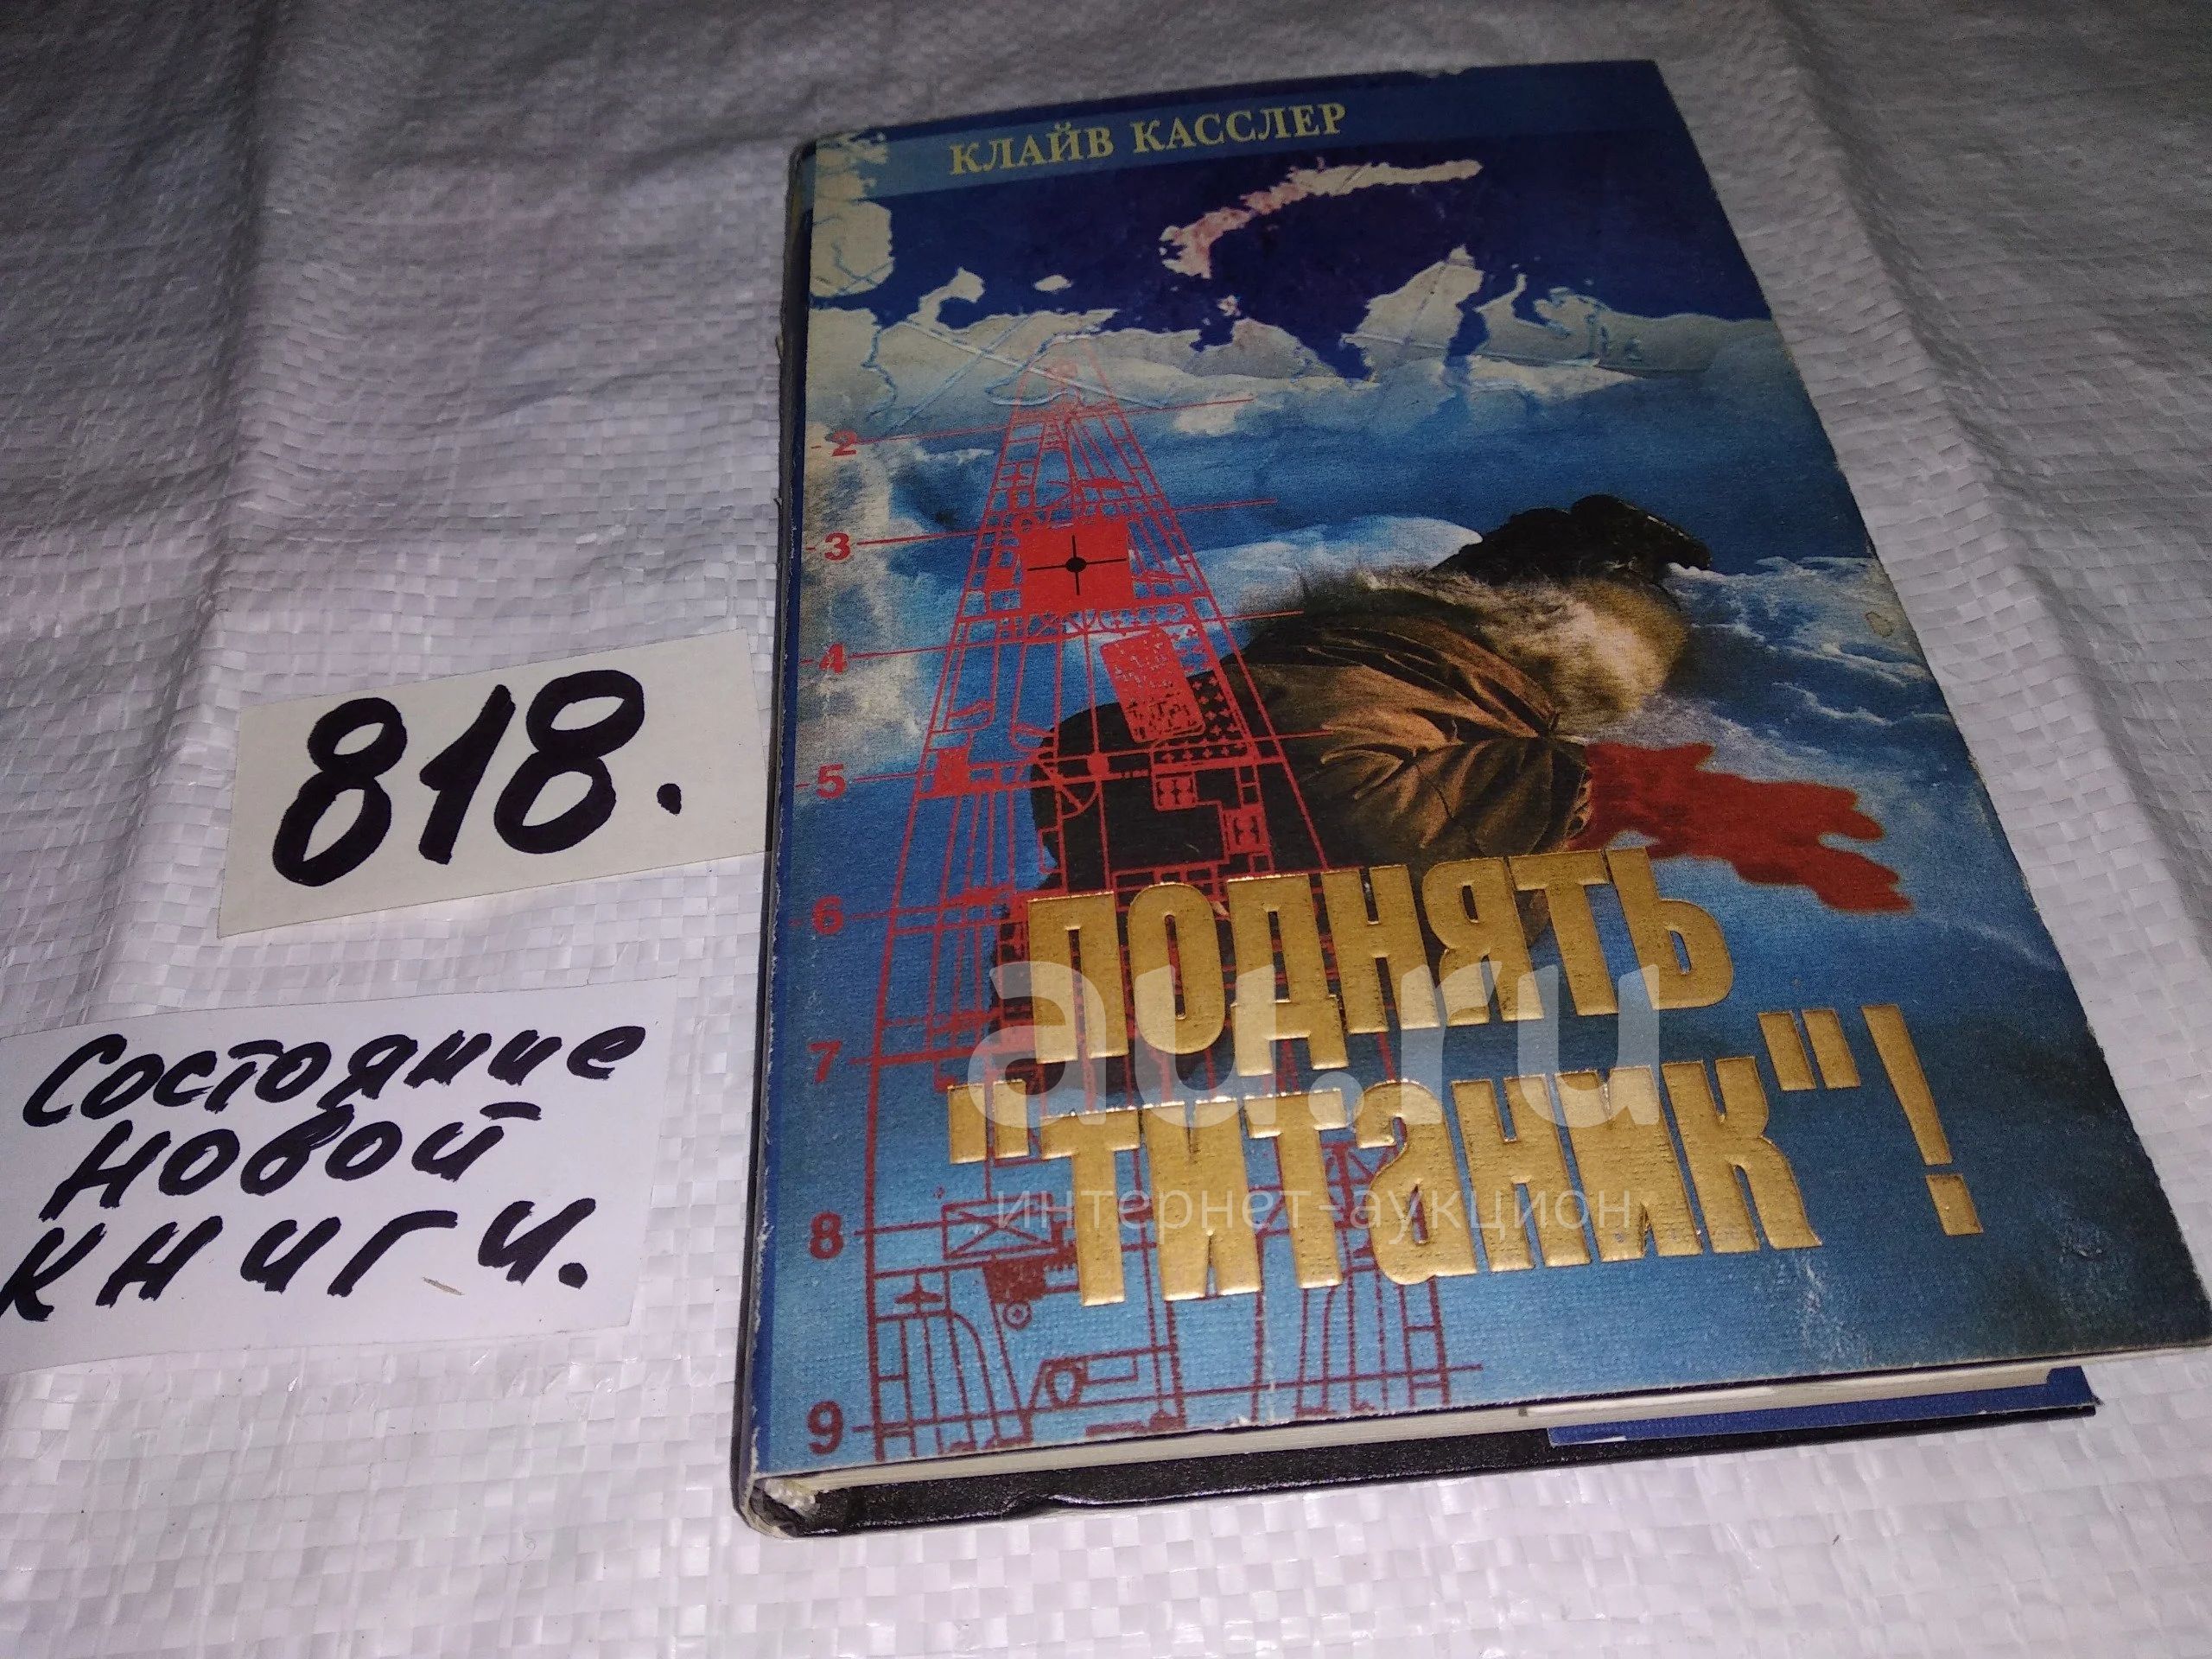 КЛАЙВ КАССЛЕР
-2
-3
-4
-5
6
7
8
9
ПОДНЯТЬ
"ТИТАНИК"!
818.
Состояние
новой
книги.
au.ru
интернет-аукцион